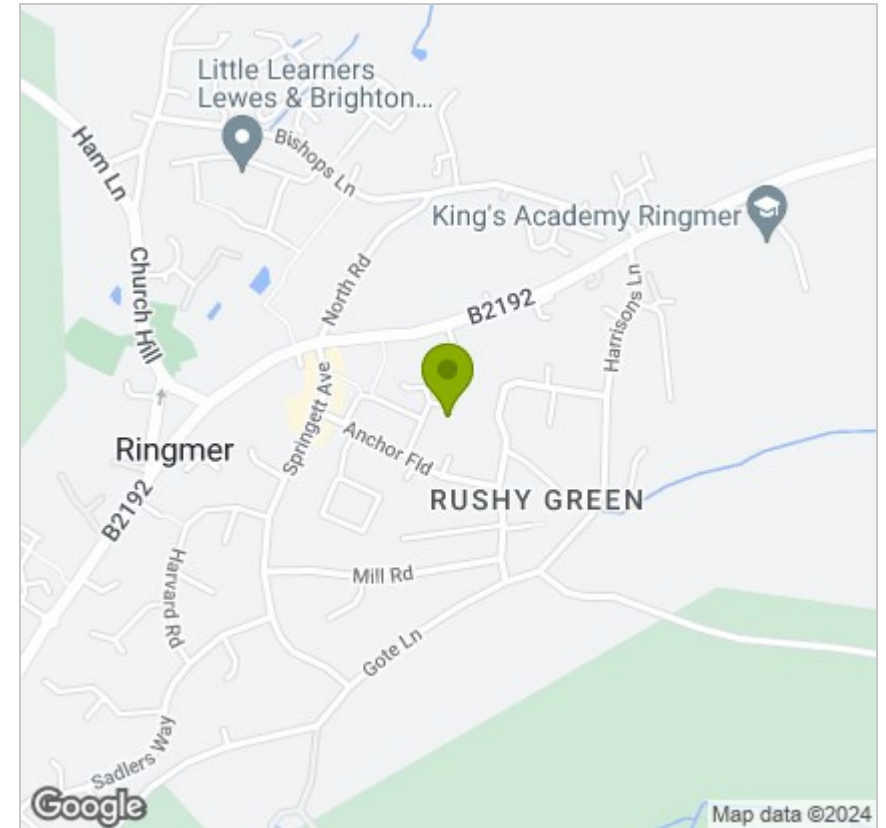 Little Learners
Lewes & Brighton...
Ham Ln
Bishops Ln
King's Academy Ringmer
Church Hill
North Rd
B2192
Harrisons Ln
Springett Ave
Ringmer
Anchor Fld
B2192
RUSHY GREEN
Harvard Rd
Mill Rd
Gote Ln
Sadlers Way
Google
Map data ©2024